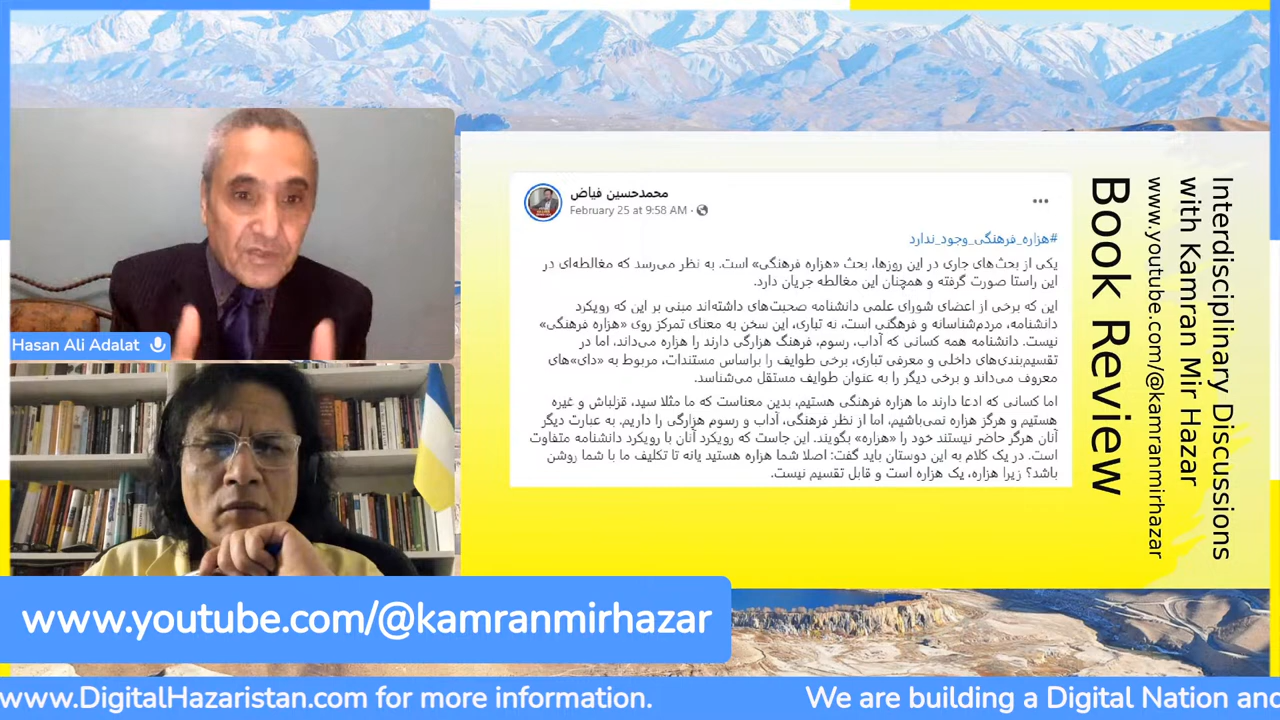 Hasan Ali Adalat
محمدحسین فیاض
February 25 at 9:58 AM ·
#هزاره_فرهنگی_وجود_ندارد
یکی از بحث‌های جاری در این روزها، بحث «هزاره فرهنگی» است. به نظر می‌رسد که مغالطه‌ای در
این راستا صورت گرفته و همچنان این مغالطه جریان دارد.
این که برخی از اعضای شورای علمی دانشنامه صحبت‌های داشته‌اند مبنی بر این که رویکرد
دانشنامه، مردم‌شناسانه و فرهنگی است، نه تباری، این سخن به معنای تمرکز روی «هزاره فرهنگی»
نیست. دانشنامه همه کسانی که آداب، رسوم، فرهنگ هزارگی دارند را هزاره می‌داند، اما در
تقسیم‌بندی‌های داخلی و معرفی تباری، برخی طوایف را براساس مستندات، مربوط به «دای»های
معروف می‌داند و برخی دیگر را به عنوان طوایف مستقل می‌شناسد.
اما کسانی که ادعا دارند ما هزاره فرهنگی هستیم، بدین معناست که ما مثلا سید، قزلباش و غیره
هستیم و هرگز هزاره نمی‌باشیم، اما از نظر فرهنگی، آداب و رسوم هزارگی را داریم. به عبارت دیگر
آنان هرگر حاضر نیستند خود را «هزاره» بگویند. این جاست که رویکرد آنان با رویکرد دانشنامه متفاوت
است. در یک کلام به این دوستان باید گفت: اصلا شما هزاره هستید یانه تا تکلیف ما با شما روشن
باشد؟ زیرا هزاره، یک هزاره است و قابل تقسیم نیست.
Interdisciplinary Discussions
with Kamran Mir Hazar
www.youtube.com/@kamranmirhazar
Book Review
www.youtube.com/@kamranmirhazar
www.DigitalHazaristan.com for more information. We are building a Digital Nation and